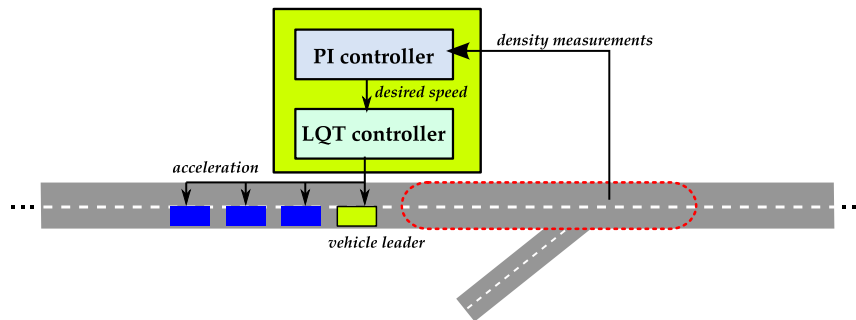 density measurements
PI controller
desired speed
LQT controller
acceleration
vehicle leader